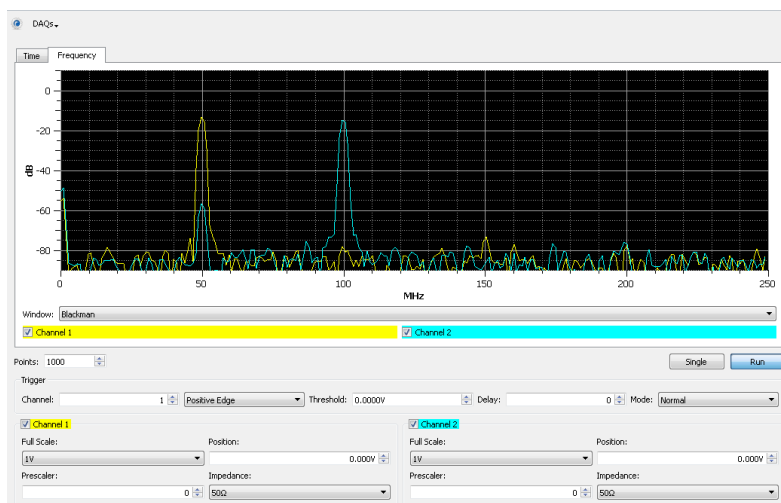 DAQs
Time Frequency
0
-20
-40
-60
-80
dB
0 50 100 150 200 250
MHz
Window: Blackman
Channel 1 Channel 2
Points: 1000 Single Run
Trigger
Channel: 1 Positive Edge Threshold: 0.0000V Delay: 0 Mode: Normal
Channel 1 Channel 2
Full Scale: Position: Full Scale: Position:
1V 0.000V 1V 0.000V
Prescaler: Impedance: Prescaler: Impedance:
0 50Ω 0 50Ω